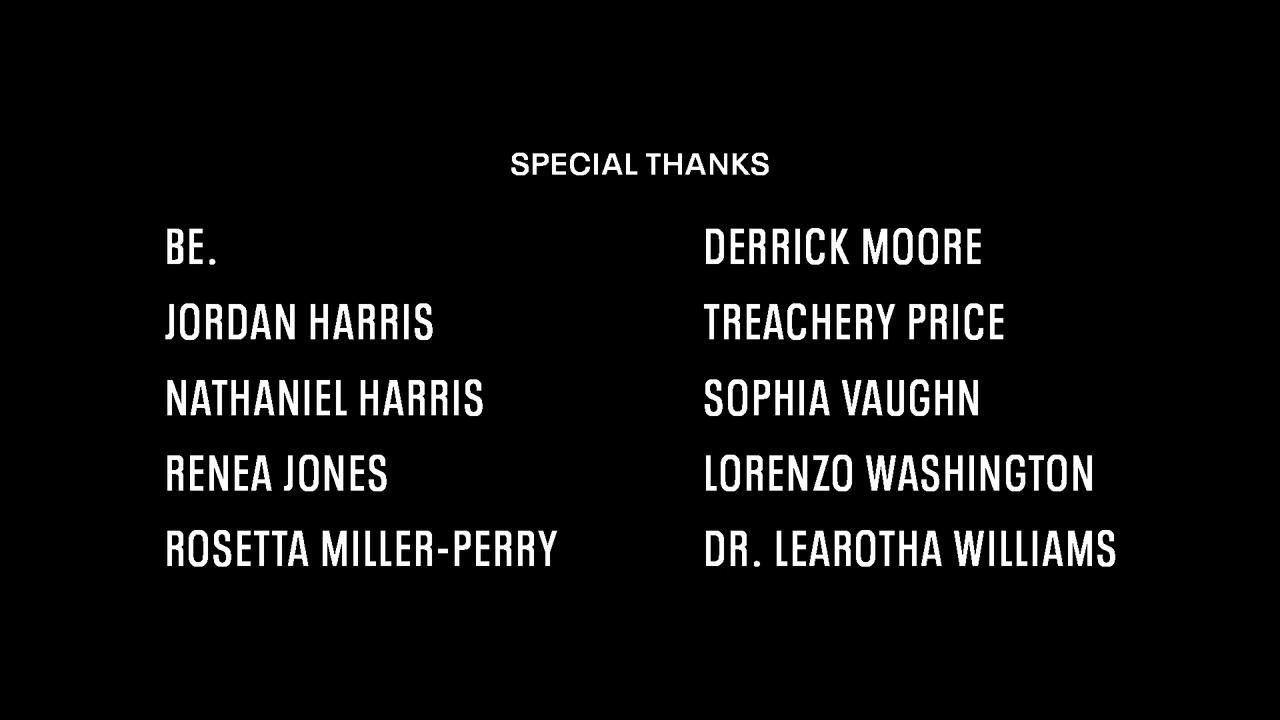 SPECIAL THANKS
BE.
JORDAN HARRIS
NATHANIEL HARRIS
RENEA JONES
ROSETTA MILLER-PERRY
DERRICK MOORE
TREACHERY PRICE
SOPHIA VAUGHN
LORENZO WASHINGTON
DR. LEAROTHA WILLIAMS